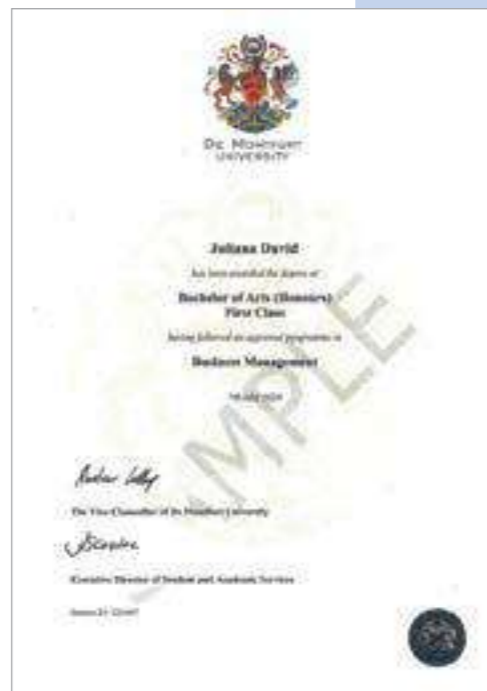 DE MONTFORT
UNIVERSITY
Juliana David
has been awarded the degree of
Bachelor of Arts (Honours)
First Class
having followed an approved programme in
Business Management
The Vice-Chancellor of De Montfort University
Executive Director of Student and Academic Services